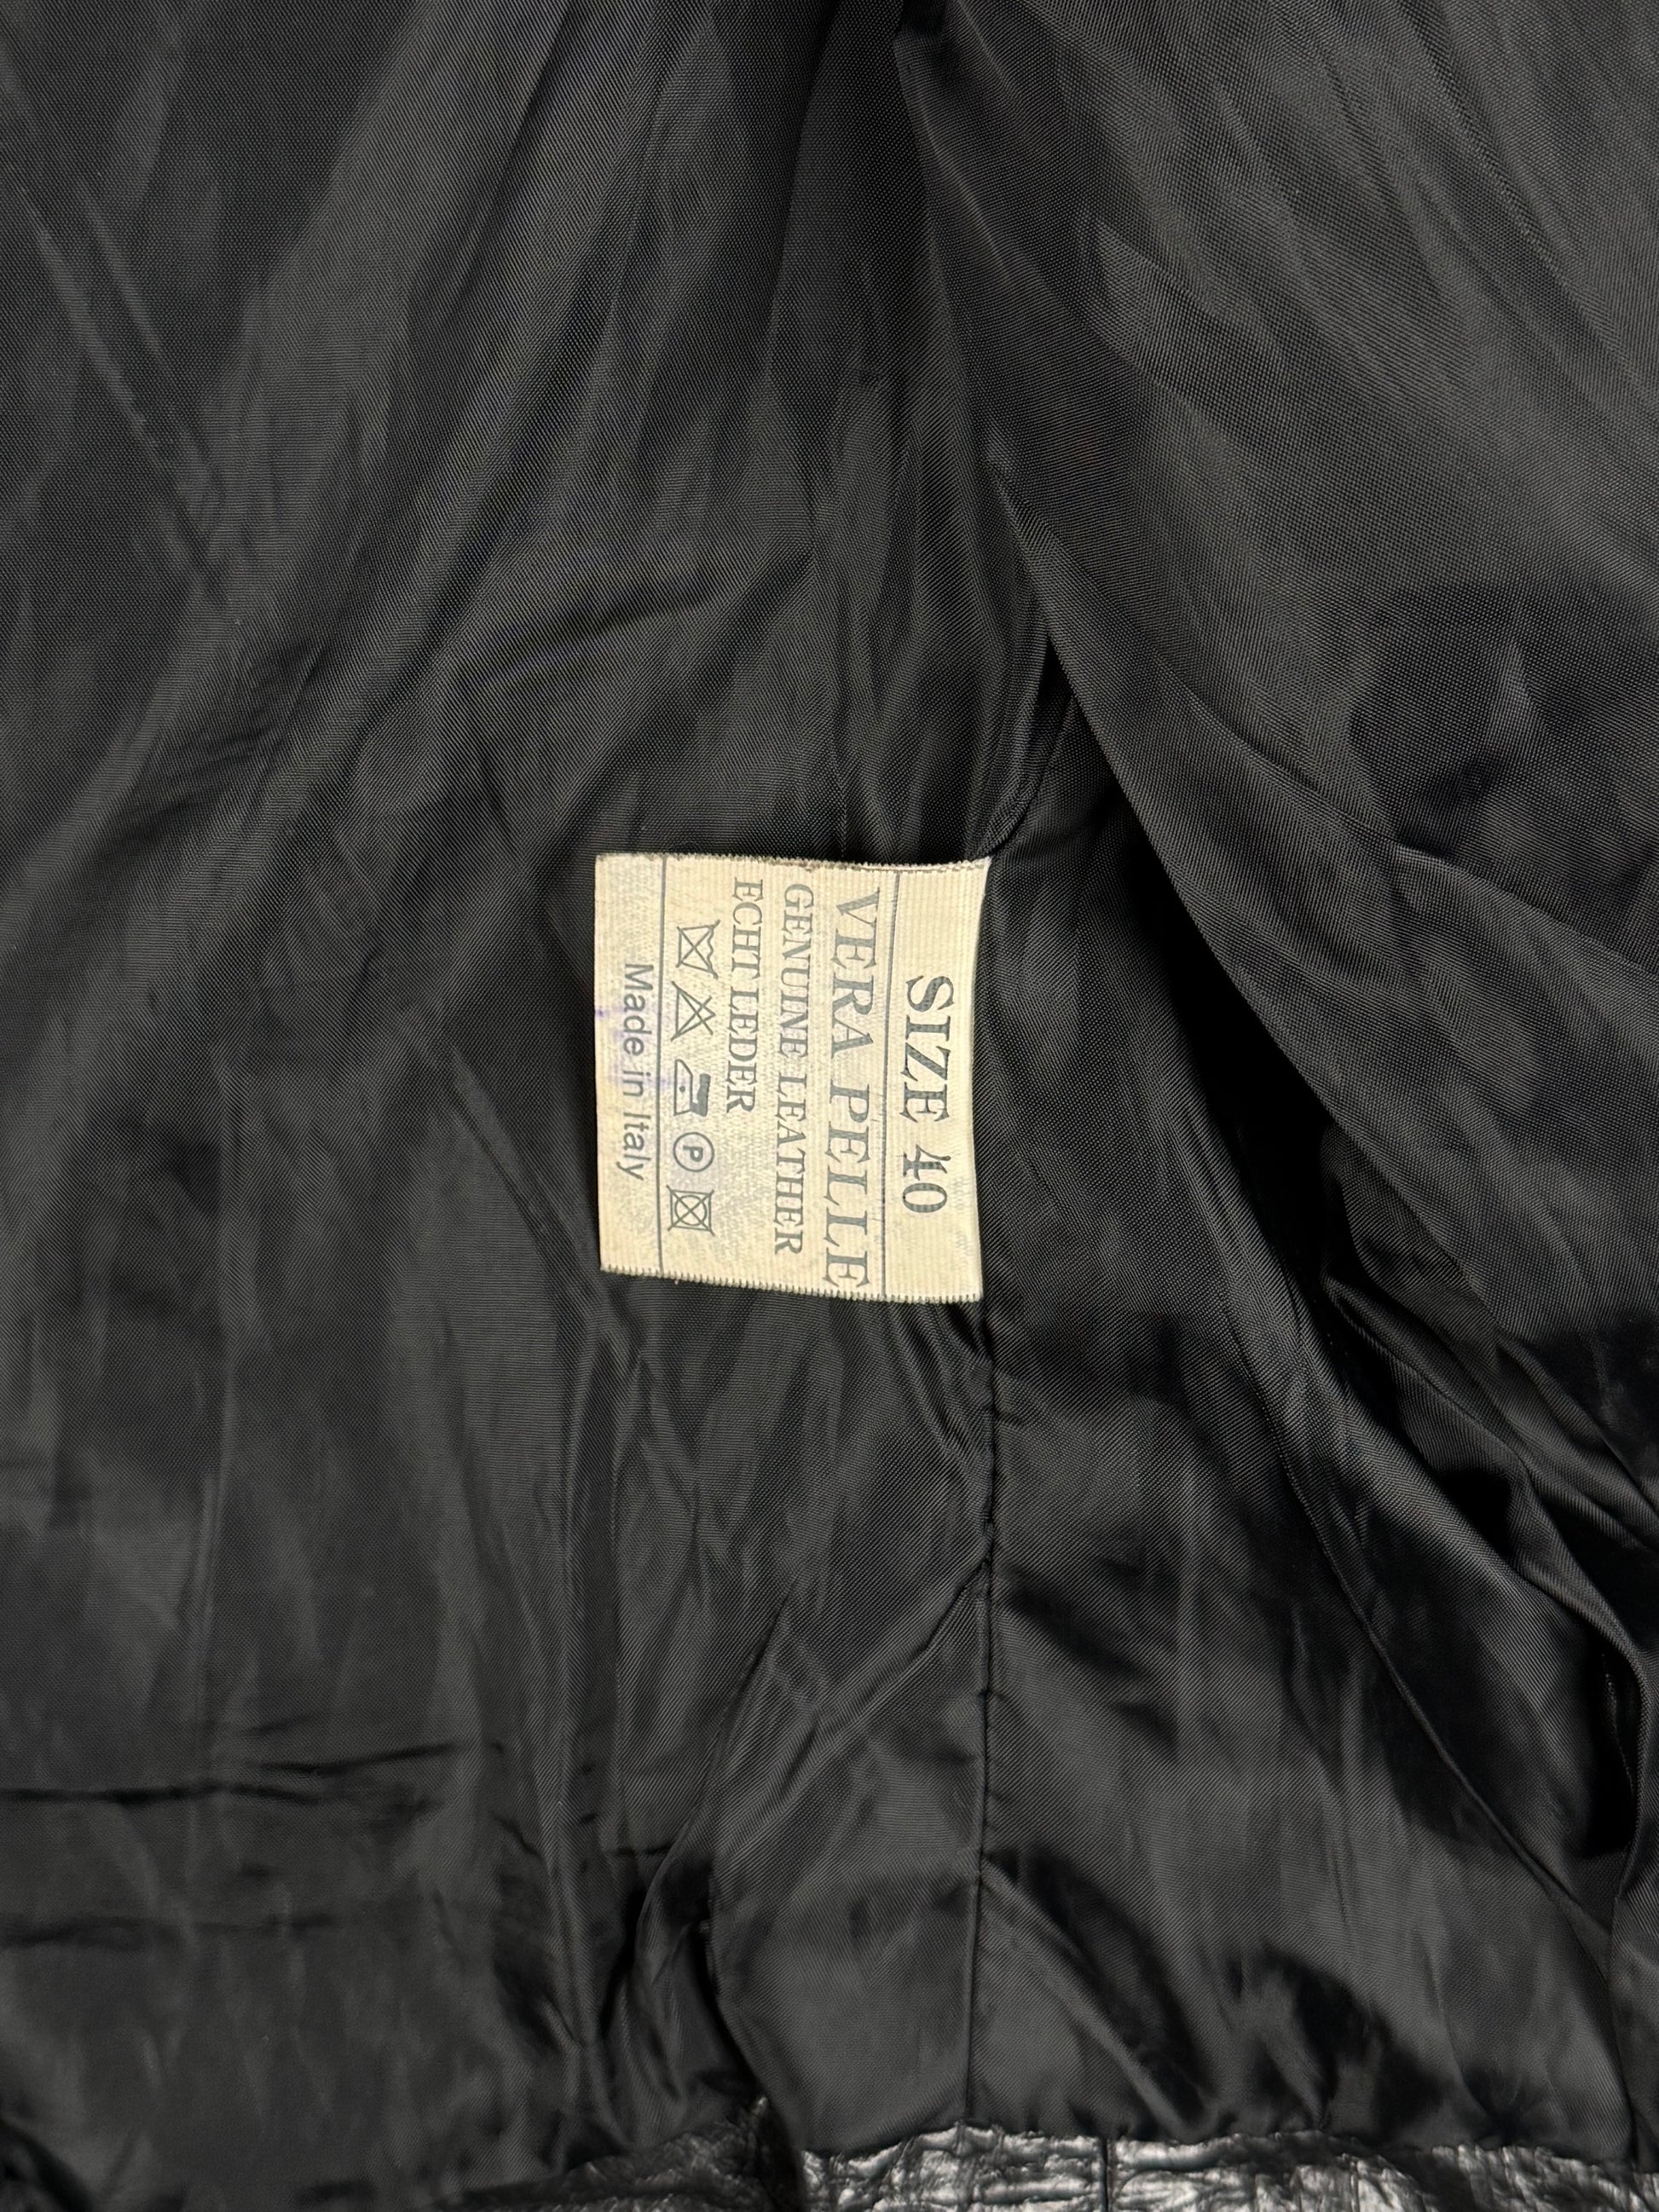 SIZE 40
VERA PELLE
GENUINE LEATHER
ECHT LEDER
P
Made in Italy